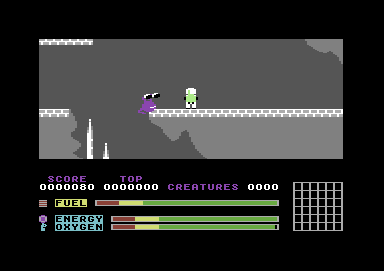 SCORE TOP
0000080 0000000 CREATURES 0000
FUEL
ENERGY
OXYGEN